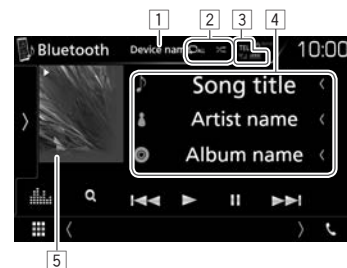 1 2 3 4
Bluetooth Device name TEL 10:00
Song title
Artist name
Album name
5